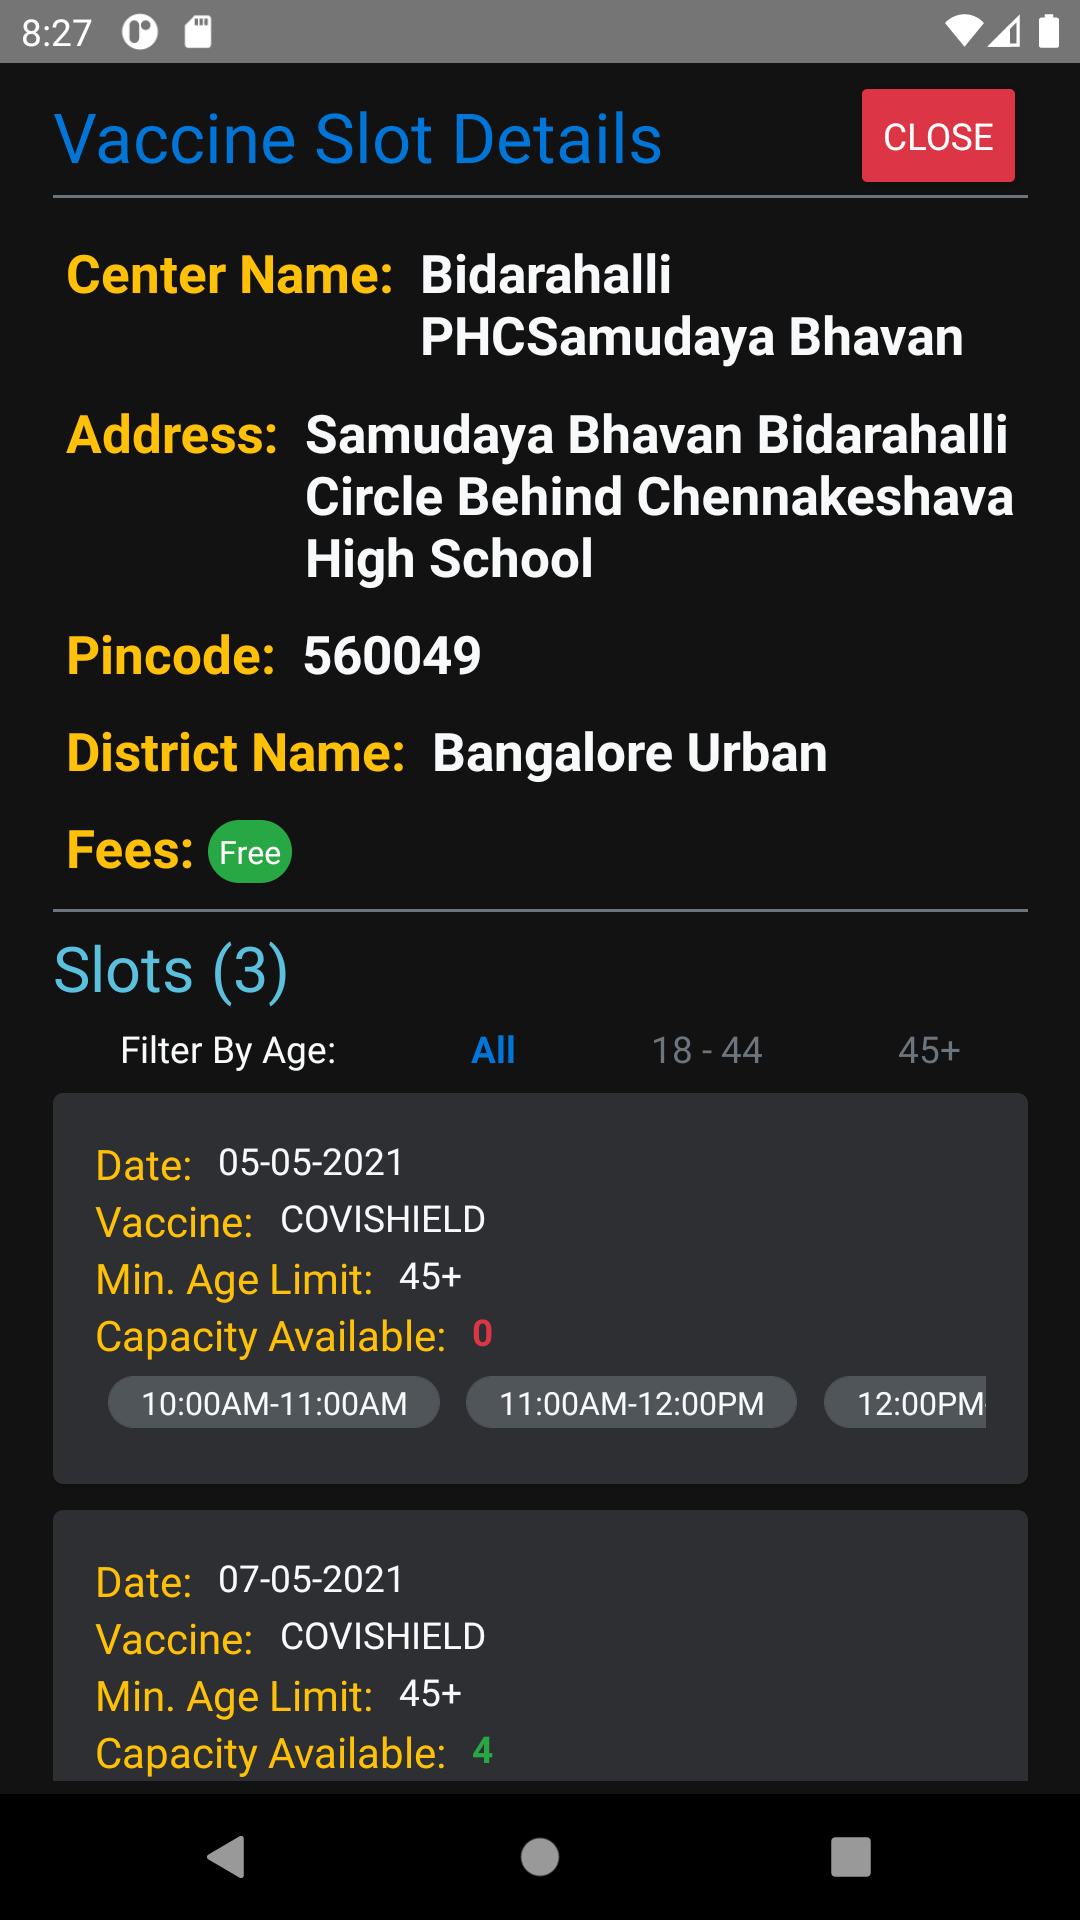 8:27
Vaccine Slot Details
CLOSE
Center Name: Bidarahalli
PHCSamudaya Bhavan
Address: Samudaya Bhavan Bidarahalli
Circle Behind Chennakeshava
High School
Pincode: 560049
District Name: Bangalore Urban
Fees: Free
Slots (3)
Filter By Age: All 18 - 44 45+
Date: 05-05-2021
Vaccine: COVISHIELD
Min. Age Limit: 45+
Capacity Available: 0
10:00AM-11:00AM 11:00AM-12:00PM 12:00PM-
Date: 07-05-2021
Vaccine: COVISHIELD
Min. Age Limit: 45+
Capacity Available: 4